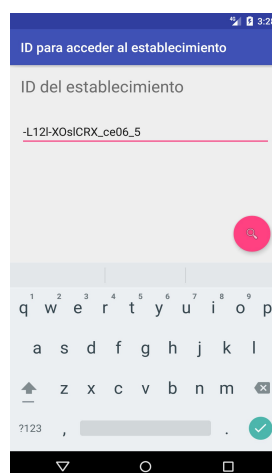 3:28
ID para acceder al establecimiento
ID del establecimiento
-L12l-XOslCRX_ce06_5
1 2 3 4 5 6 7 8 9
q w e r t y u i o p
a s d f g h j k l
z x c v b n m
?123 , .